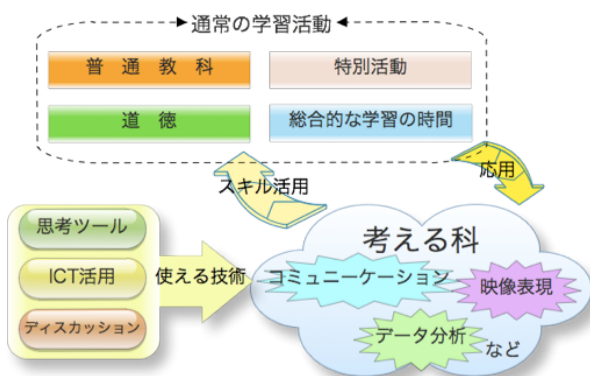 通常の学習活動
普通教科
特別活動
道徳
総合的な学習の時間
スキル活用
応用
思考ツール
ICT活用
ディスカッション
使える技術
考える科
コミュニーケーション
映像表現
データ分析
など